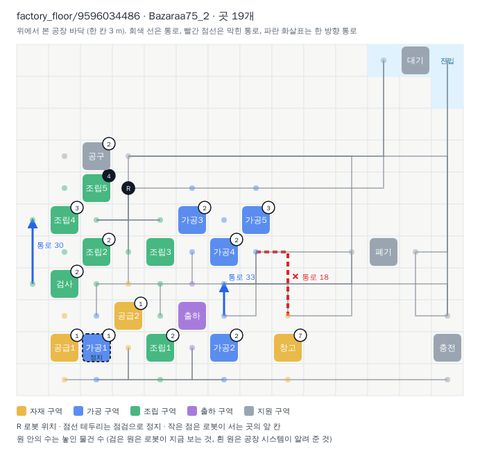 factory_floor/9596034486 · Bazaraa75_2 · 곳 19개
위에서 본 공장 바닥 (한 칸 3 m). 회색 선은 통로, 빨간 점선은 막힌 통로, 파란 화살표는 한 방향 통로
대기
진입
2
공구
4
조립5
R
3
조립4
2
가공3
3
가공5
통로 30
2
조립2
조립3
2
가공4
폐기
2
검사
통로 33
✕ 통로 18
1
공급2
출하
1
공급1
1
가공1
정지
2
조립1
2
가공2
7
창고
충전
자재 구역
가공 구역
조립 구역
출하 구역
지원 구역
R 로봇 위치 · 점선 테두리는 점검으로 정지 · 작은 점은 로봇이 서는 곳의 앞 칸
원 안의 수는 놓인 물건 수 (검은 원은 로봇이 지금 보는 것, 흰 원은 공장 시스템이 알려 준 것)